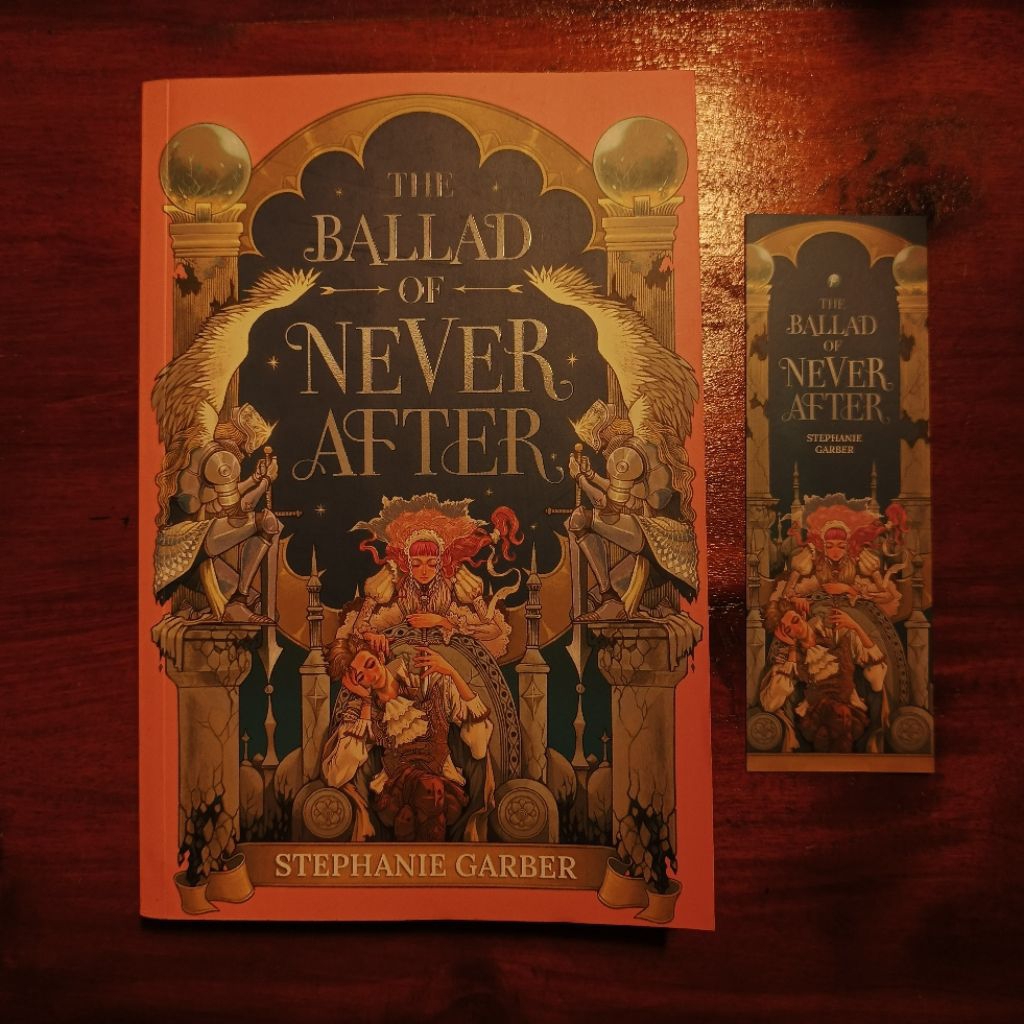 THE
BALLAD
OF
NEVER
AFTER
STEPHANIE GARBER
THE
BALLAD
OF
NEVER
AFTER
STEPHANIE
GARBER